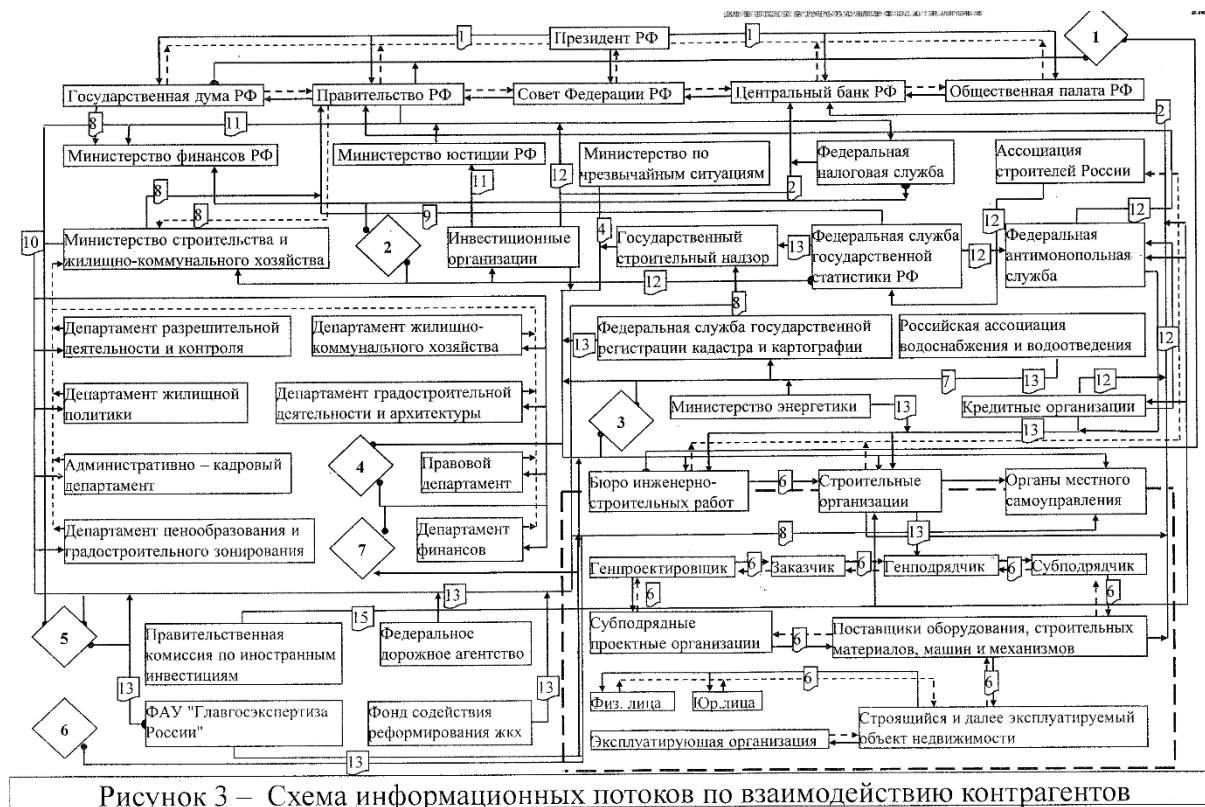 1 Президент РФ 1 1
Государственная дума РФ Правительство РФ Совет Федерации РФ Центральный банк РФ Общественная палата РФ
8 11 2
Министерство финансов РФ Министерство юстиции РФ Министерство по
чрезвычайным ситуациям Федеральная
налоговая служба Ассоциация
строителей России
8 11 12 2
8 9 12 12
10 Министерство строительства и
жилищно-коммунального хозяйства 2 Инвестиционные
организации 4 Государственный
строительный надзор 13 Федеральная служба
государственной
статистики РФ 12 Федеральная
антимонопольная
служба
12
8
Департамент разрешительной
деятельности и контроля Департамент жилищно-
коммунального хозяйства 13 Федеральная служба государственной
регистрации кадастра и картографии Российская ассоциация
водоснабжения и водоотведения 12
7 13 12
Департамент жилищной
политики Департамент градостроительной
деятельности и архитектуры 3 Министерство энергетики 13 Кредитные организации
13
Административно – кадровый
департамент 4 Правовой
департамент Бюро инженерно-
строительных работ 6 Строительные
организации Органы местного
самоуправления
8 13
Департамент ценообразования и
градостроительного зонирования 7 Департамент
финансов
Генпроектировщик 6 Заказчик 6 Генподрядчик 6 Субподрядчик
13 15 13 6 6
5 Правительственная
комиссия по иностранным
инвестициям Федеральное
дорожное агентство Субподрядные
проектные организации 6 Поставщики оборудования, строительных
материалов, машин и механизмов
13 13 6 6
6 ФАУ "Главгосэкспертиза
России" Фонд содействия
реформирования жкх Физ. лица Юр.лица Строящийся и далее эксплуатируемый
объект недвижимости
Эксплуатирующая организация
13
Рисунок 3 – Схема информационных потоков по взаимодействию контрагентов